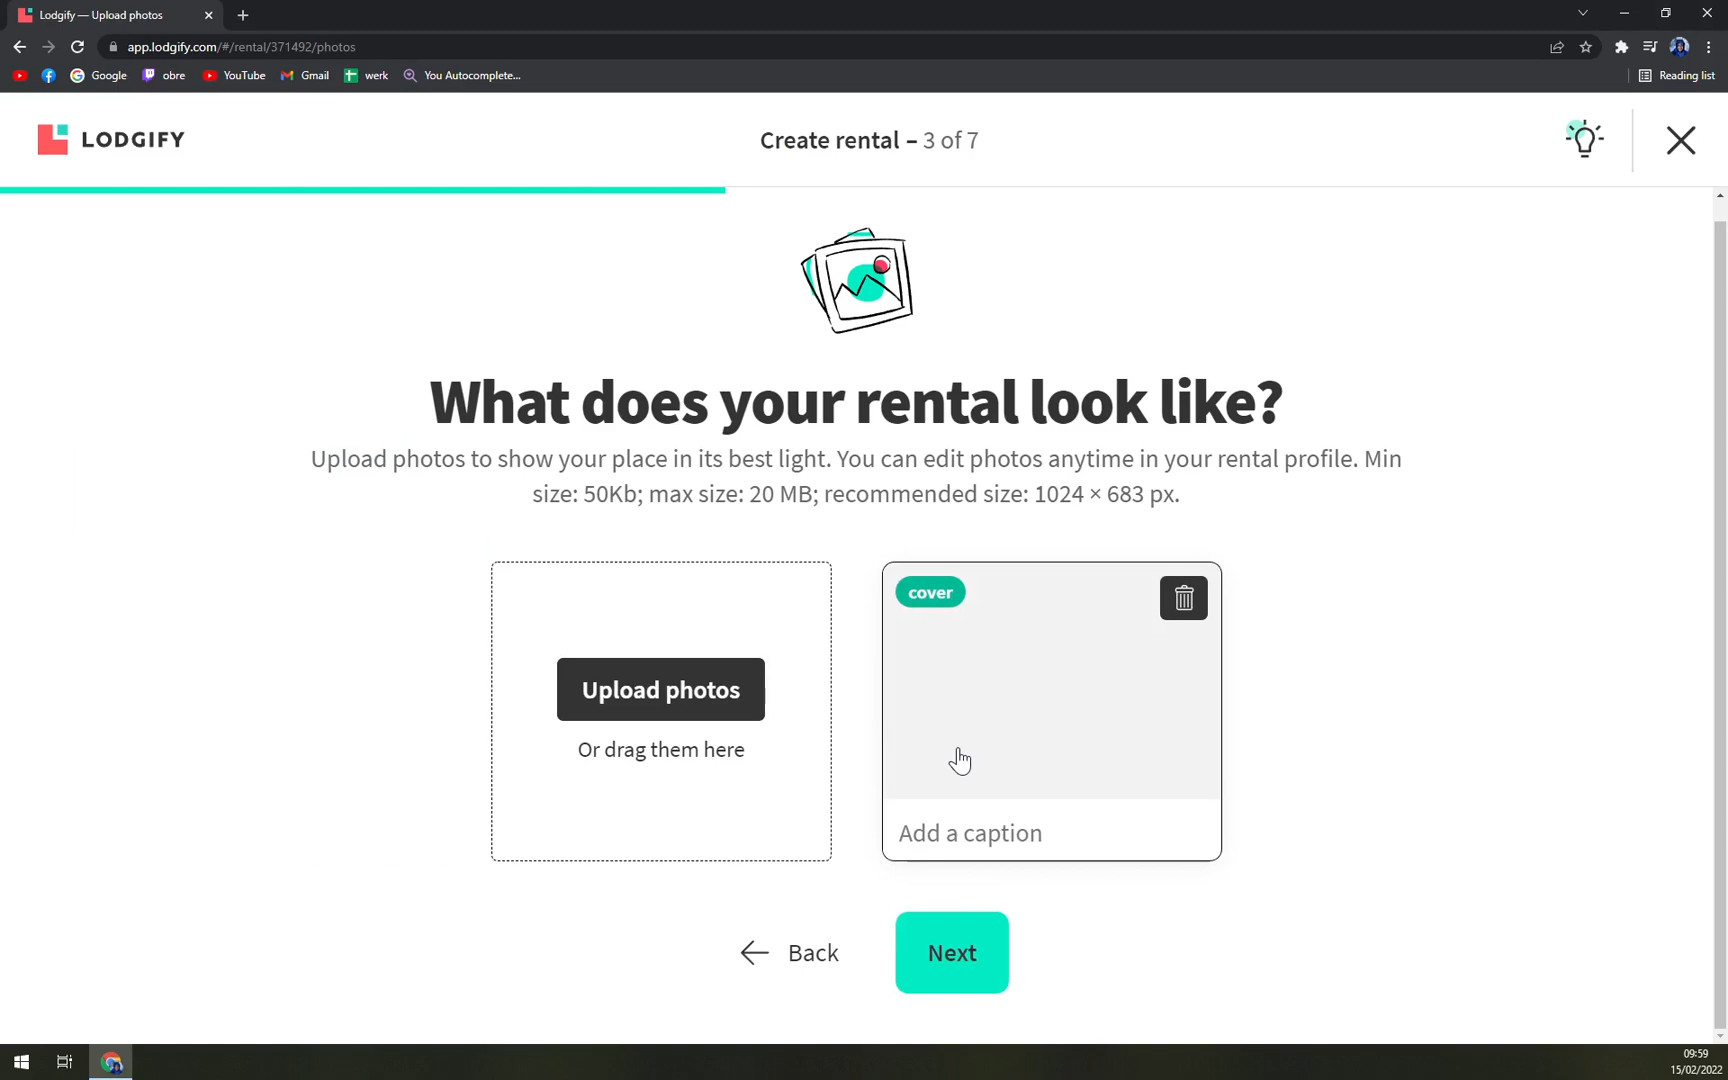 Lodgify — Upload photos
app.lodgify.com/#/rental/371492/photos
Google
obre
YouTube
Gmail
werk
You Autocomplete...
Reading list
LODGIFY
Create rental – 3 of 7
What does your rental look like?
Upload photos to show your place in its best light. You can edit photos anytime in your rental profile. Min
size: 50Kb; max size: 20 MB; recommended size: 1024 × 683 px.
cover
Upload photos
Or drag them here
Add a caption
Back
Next
09:59
15/02/2022